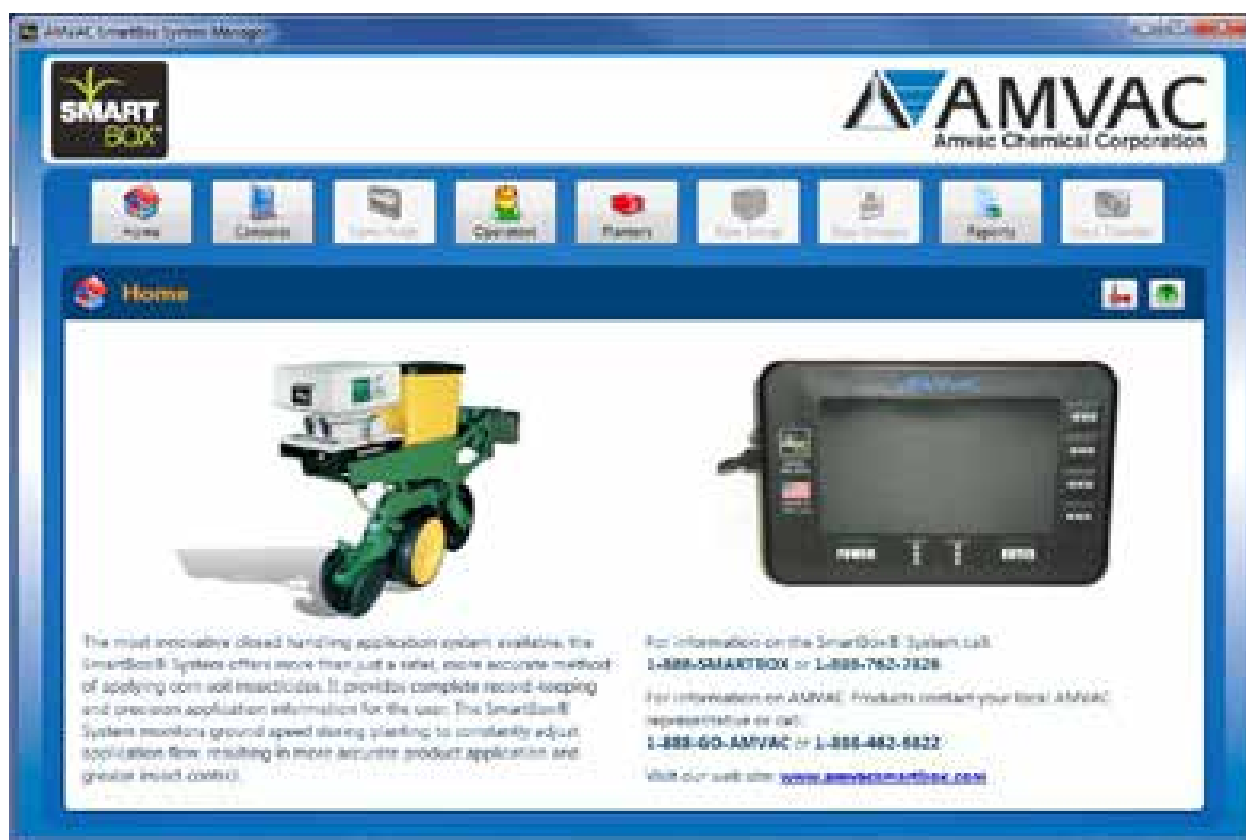 AMVAC SmartBox System Manager
SMART
BOX™
AMVAC
Amvac Chemical Corporation
Home
Consoles
Operators
Planters
Reports
Home
AMVAC
POWER
The most innovative closed handling application system available, the
SmartBox® System offers more than just a safer, more accurate method
of applying corn soil insecticides. It provides complete record-keeping
and precision application information for the user. The SmartBox®
System monitors ground speed during planting to constantly adjust
application flow, resulting in more accurate product application and
greater insect control.
For information on the SmartBox® System call:
1-888-SMARTBOX or 1-888-762-7826
For information on AMVAC Products contact your local AMVAC
representative or call:
1-888-GO-AMVAC or 1-888-462-6822
Visit our web site: www.amvacsmartbox.com